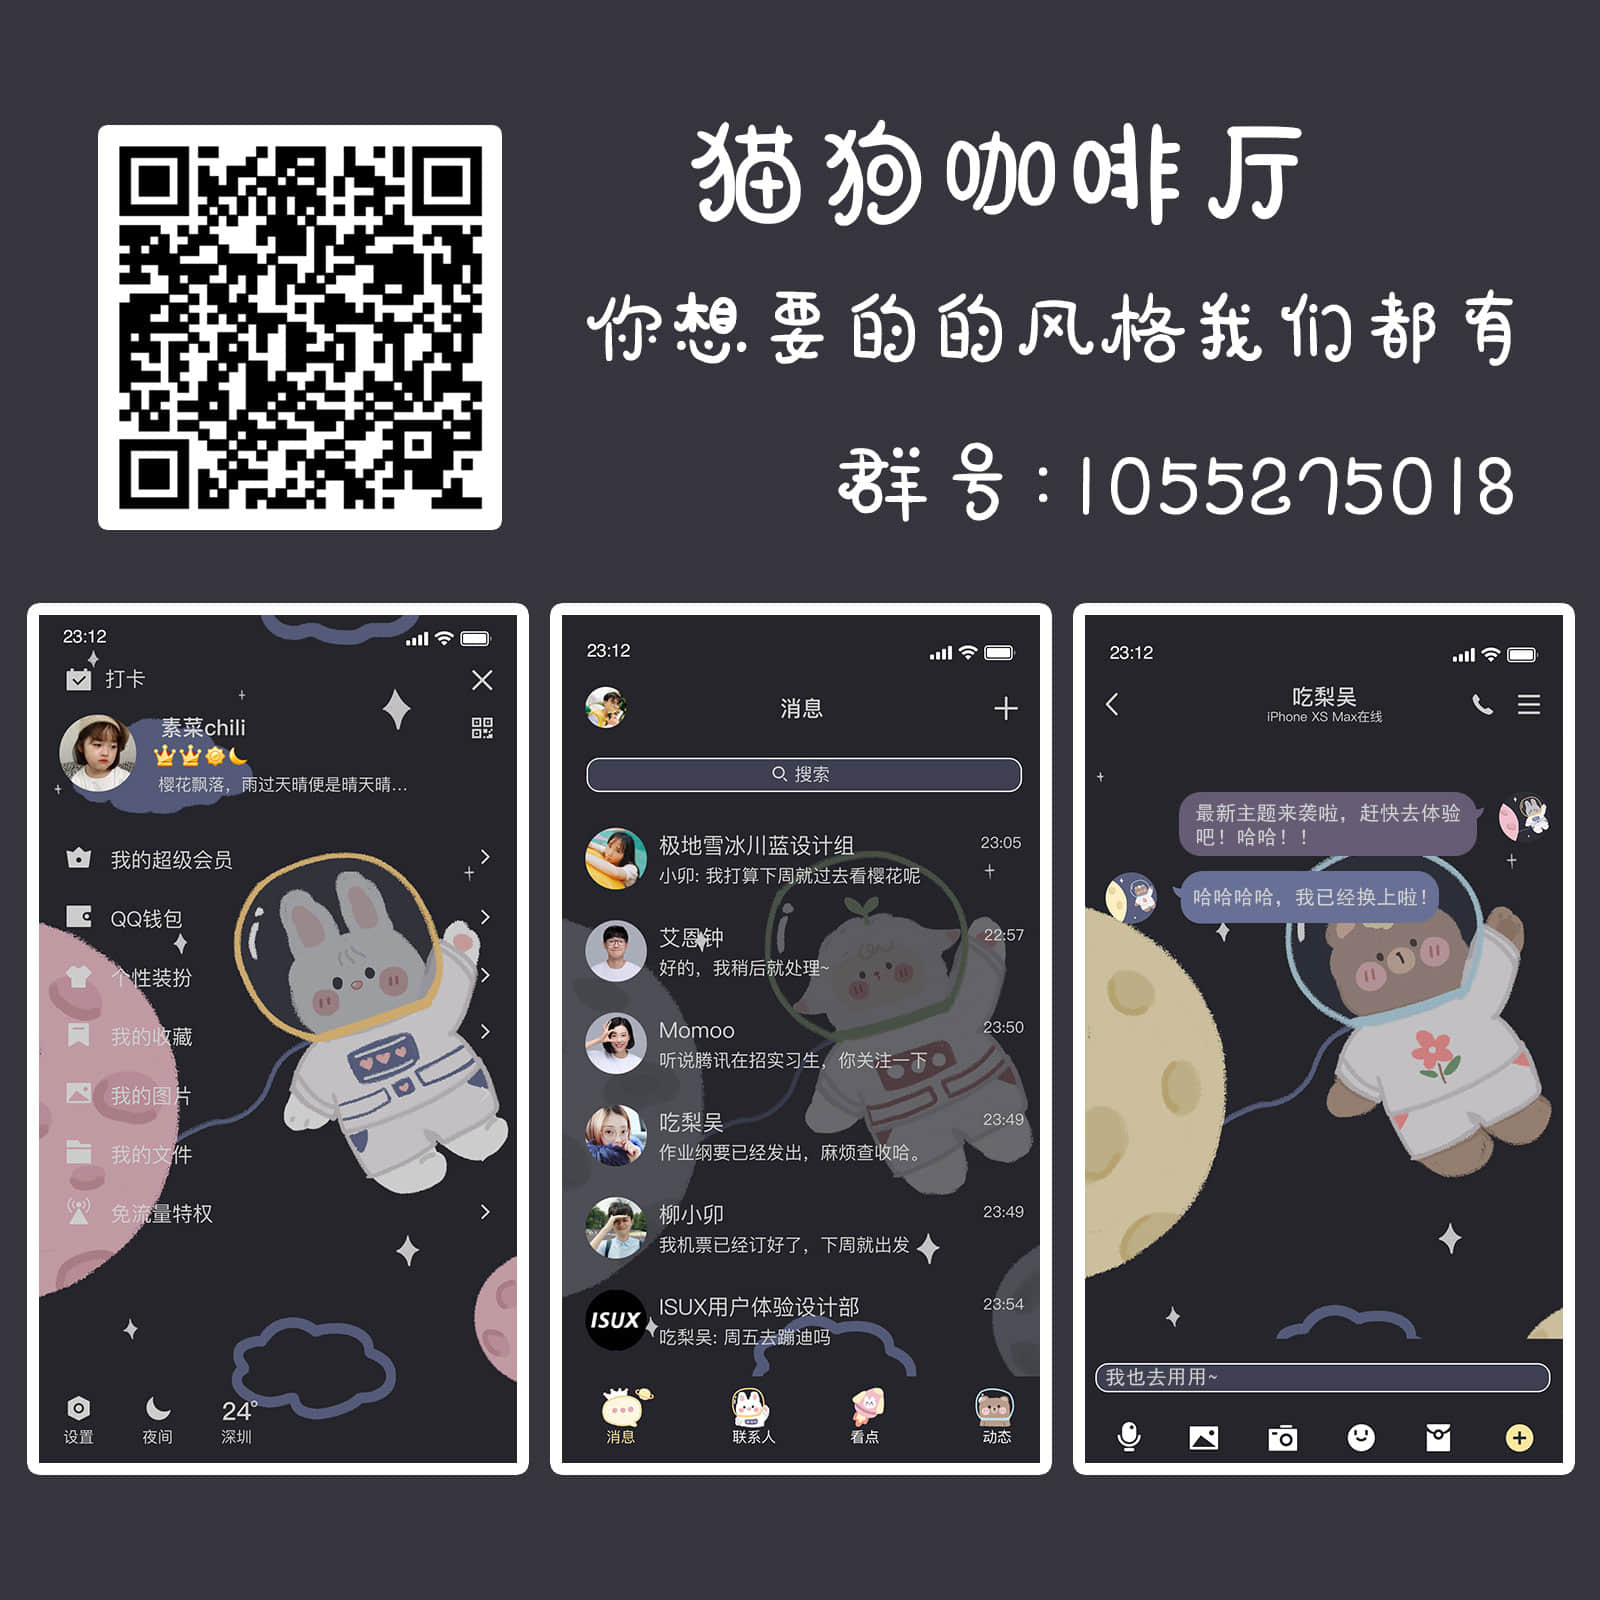 猫狗咖啡厅
你想要的的风格我们都有
群号:1055275018
23:12
打卡
素菜chili
樱花飘落，雨过天晴便是晴天晴...
我的超级会员
QQ钱包
个性装扮
我的收藏
我的图片
我的文件
免流量特权
24°
设置
夜间
深圳
23:12
消息
搜索
极地雪冰川蓝设计组
23:05
小卯: 我打算下周就过去看樱花呢
艾恩钟
22:57
好的，我稍后就处理~
Momoo
23:50
听说腾讯在招实习生，你关注一下
吃梨吴
23:49
作业纲要已经发出，麻烦查收哈。
柳小卯
23:49
我机票已经订好了，下周就出发
ISUX
ISUX用户体验设计部
23:54
吃梨吴: 周五去蹦迪吗
消息
联系人
看点
动态
23:12
吃梨吴
iPhone XS Max在线
最新主题来袭啦，赶快去体验
吧！哈哈！！
哈哈哈哈，我已经换上啦！
我也去用用~